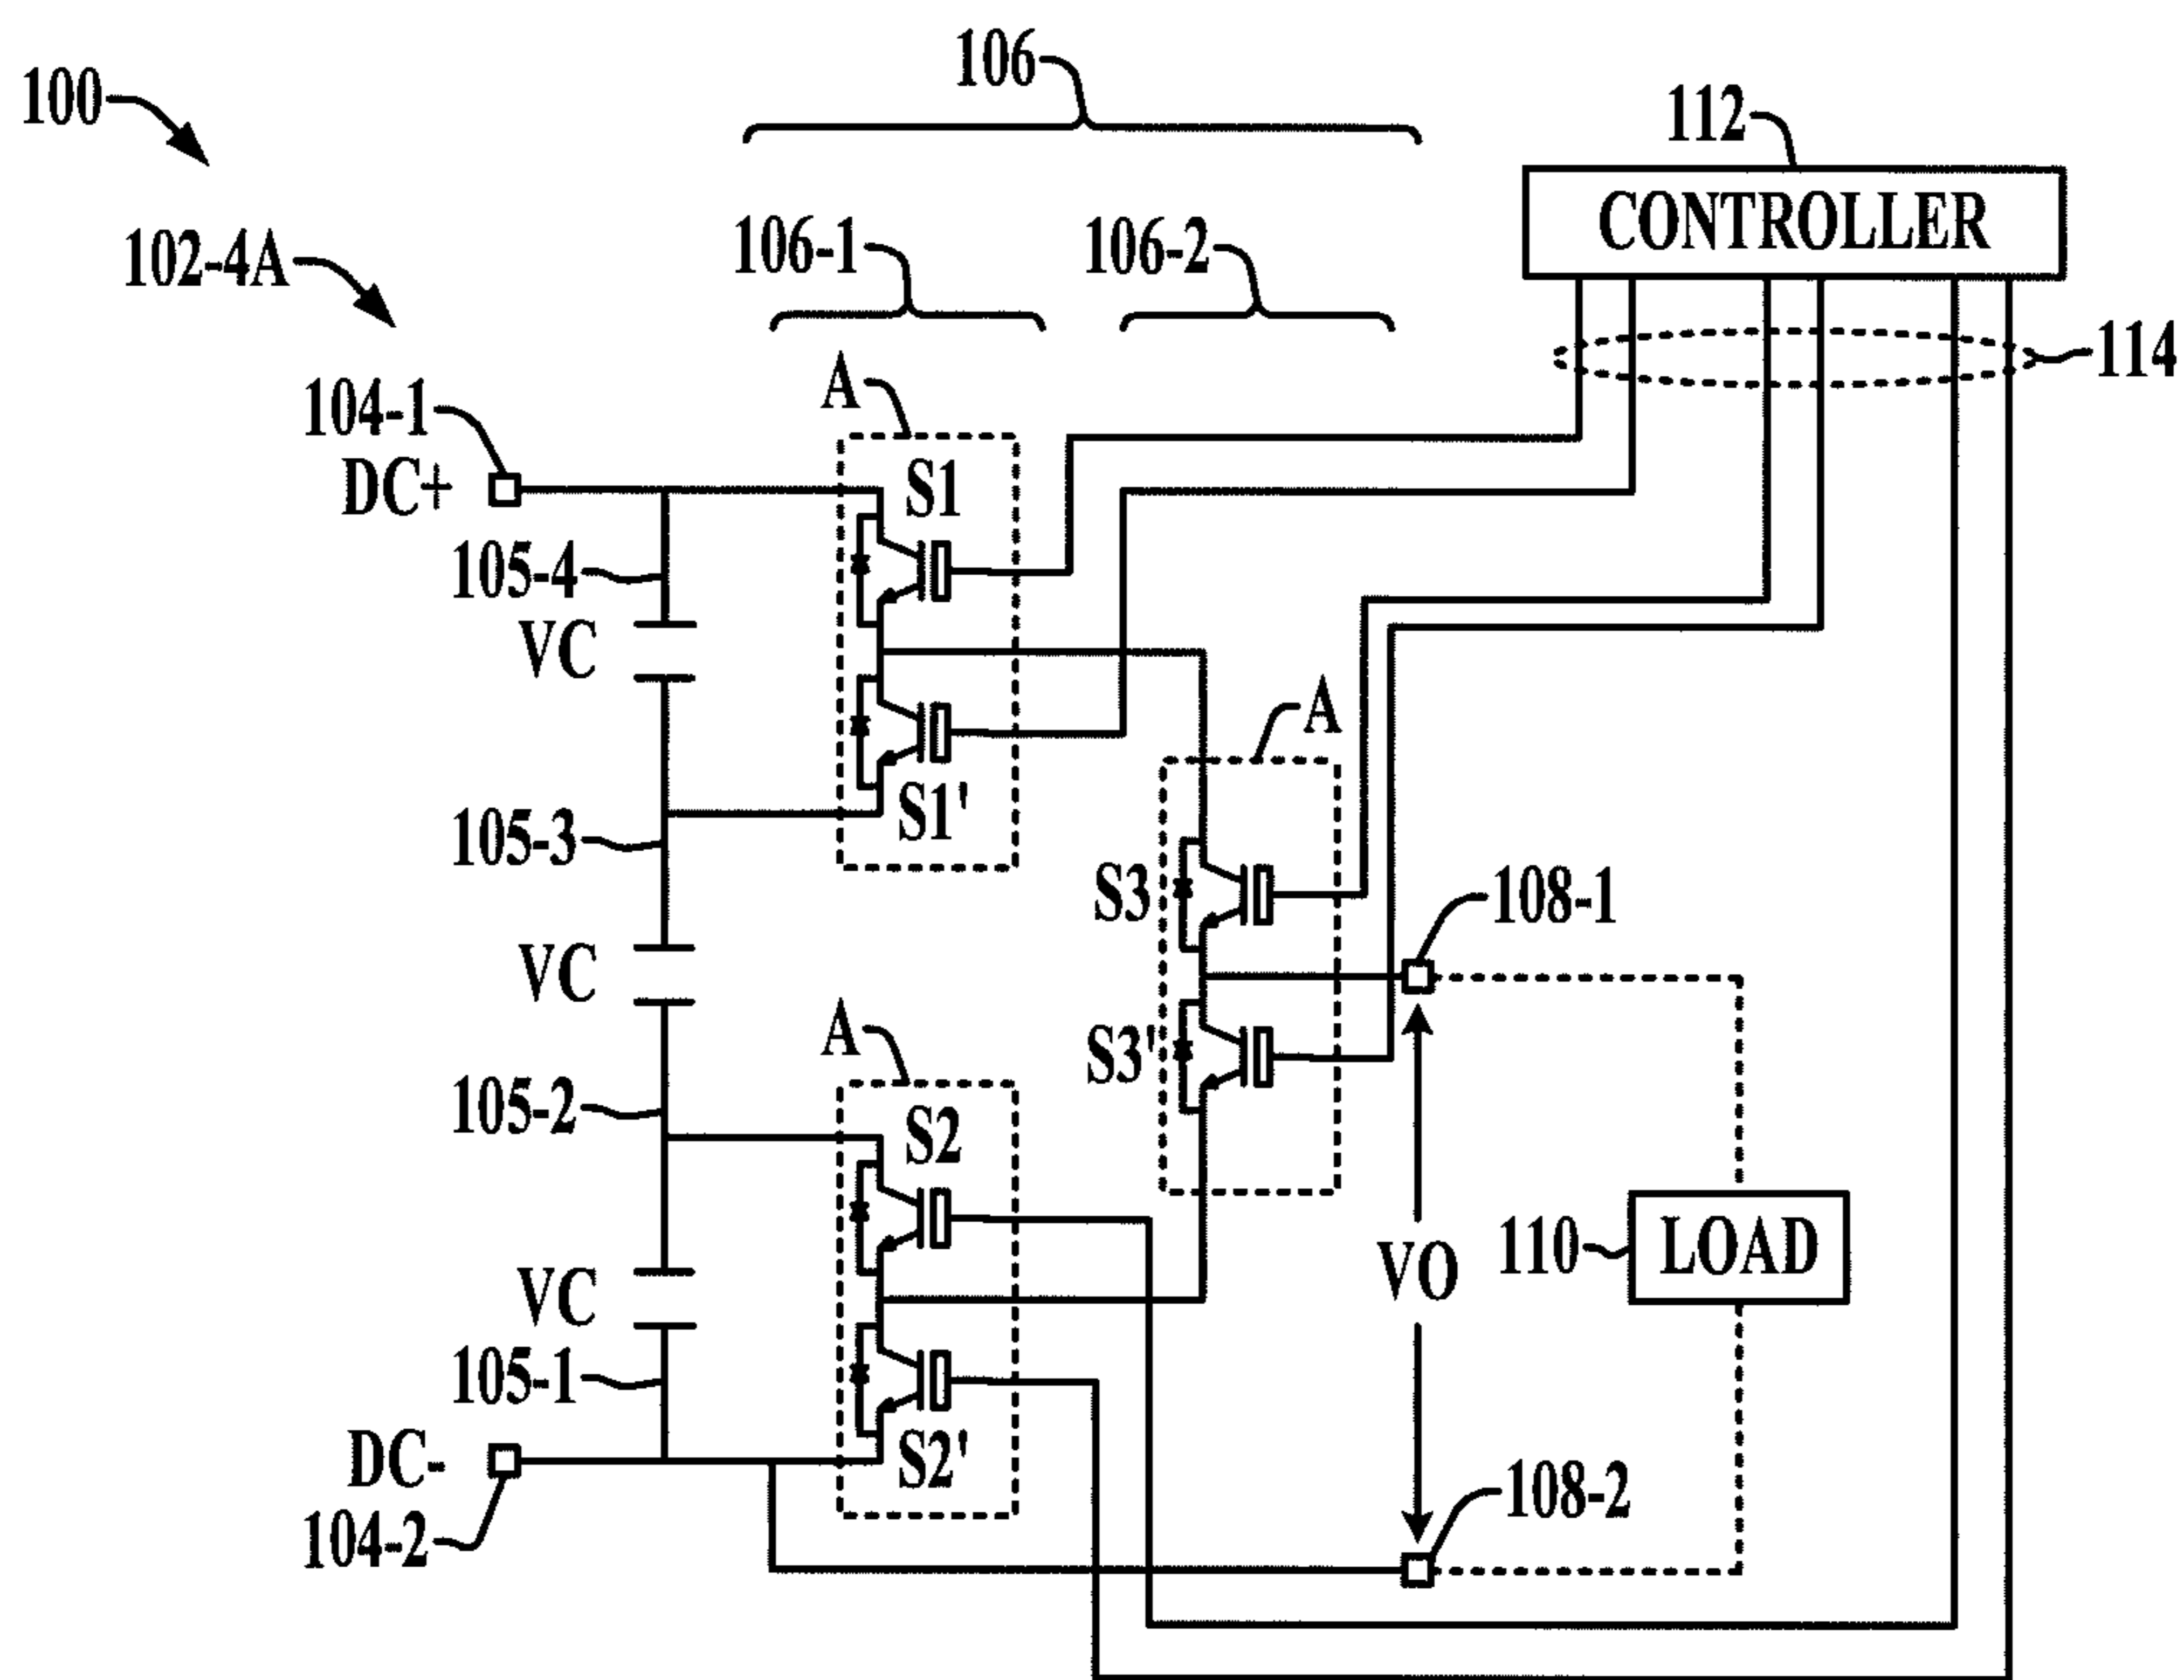 106
100
112
CONTROLLER
102-4A
106-1
106-2
114
A
104-1
DC+
S1
105-4
VC
A
S1'
105-3
S3
108-1
VC
A
S3'
105-2
S2
110
LOAD
VO
VC
105-1
DC-
S2'
108-2
104-2